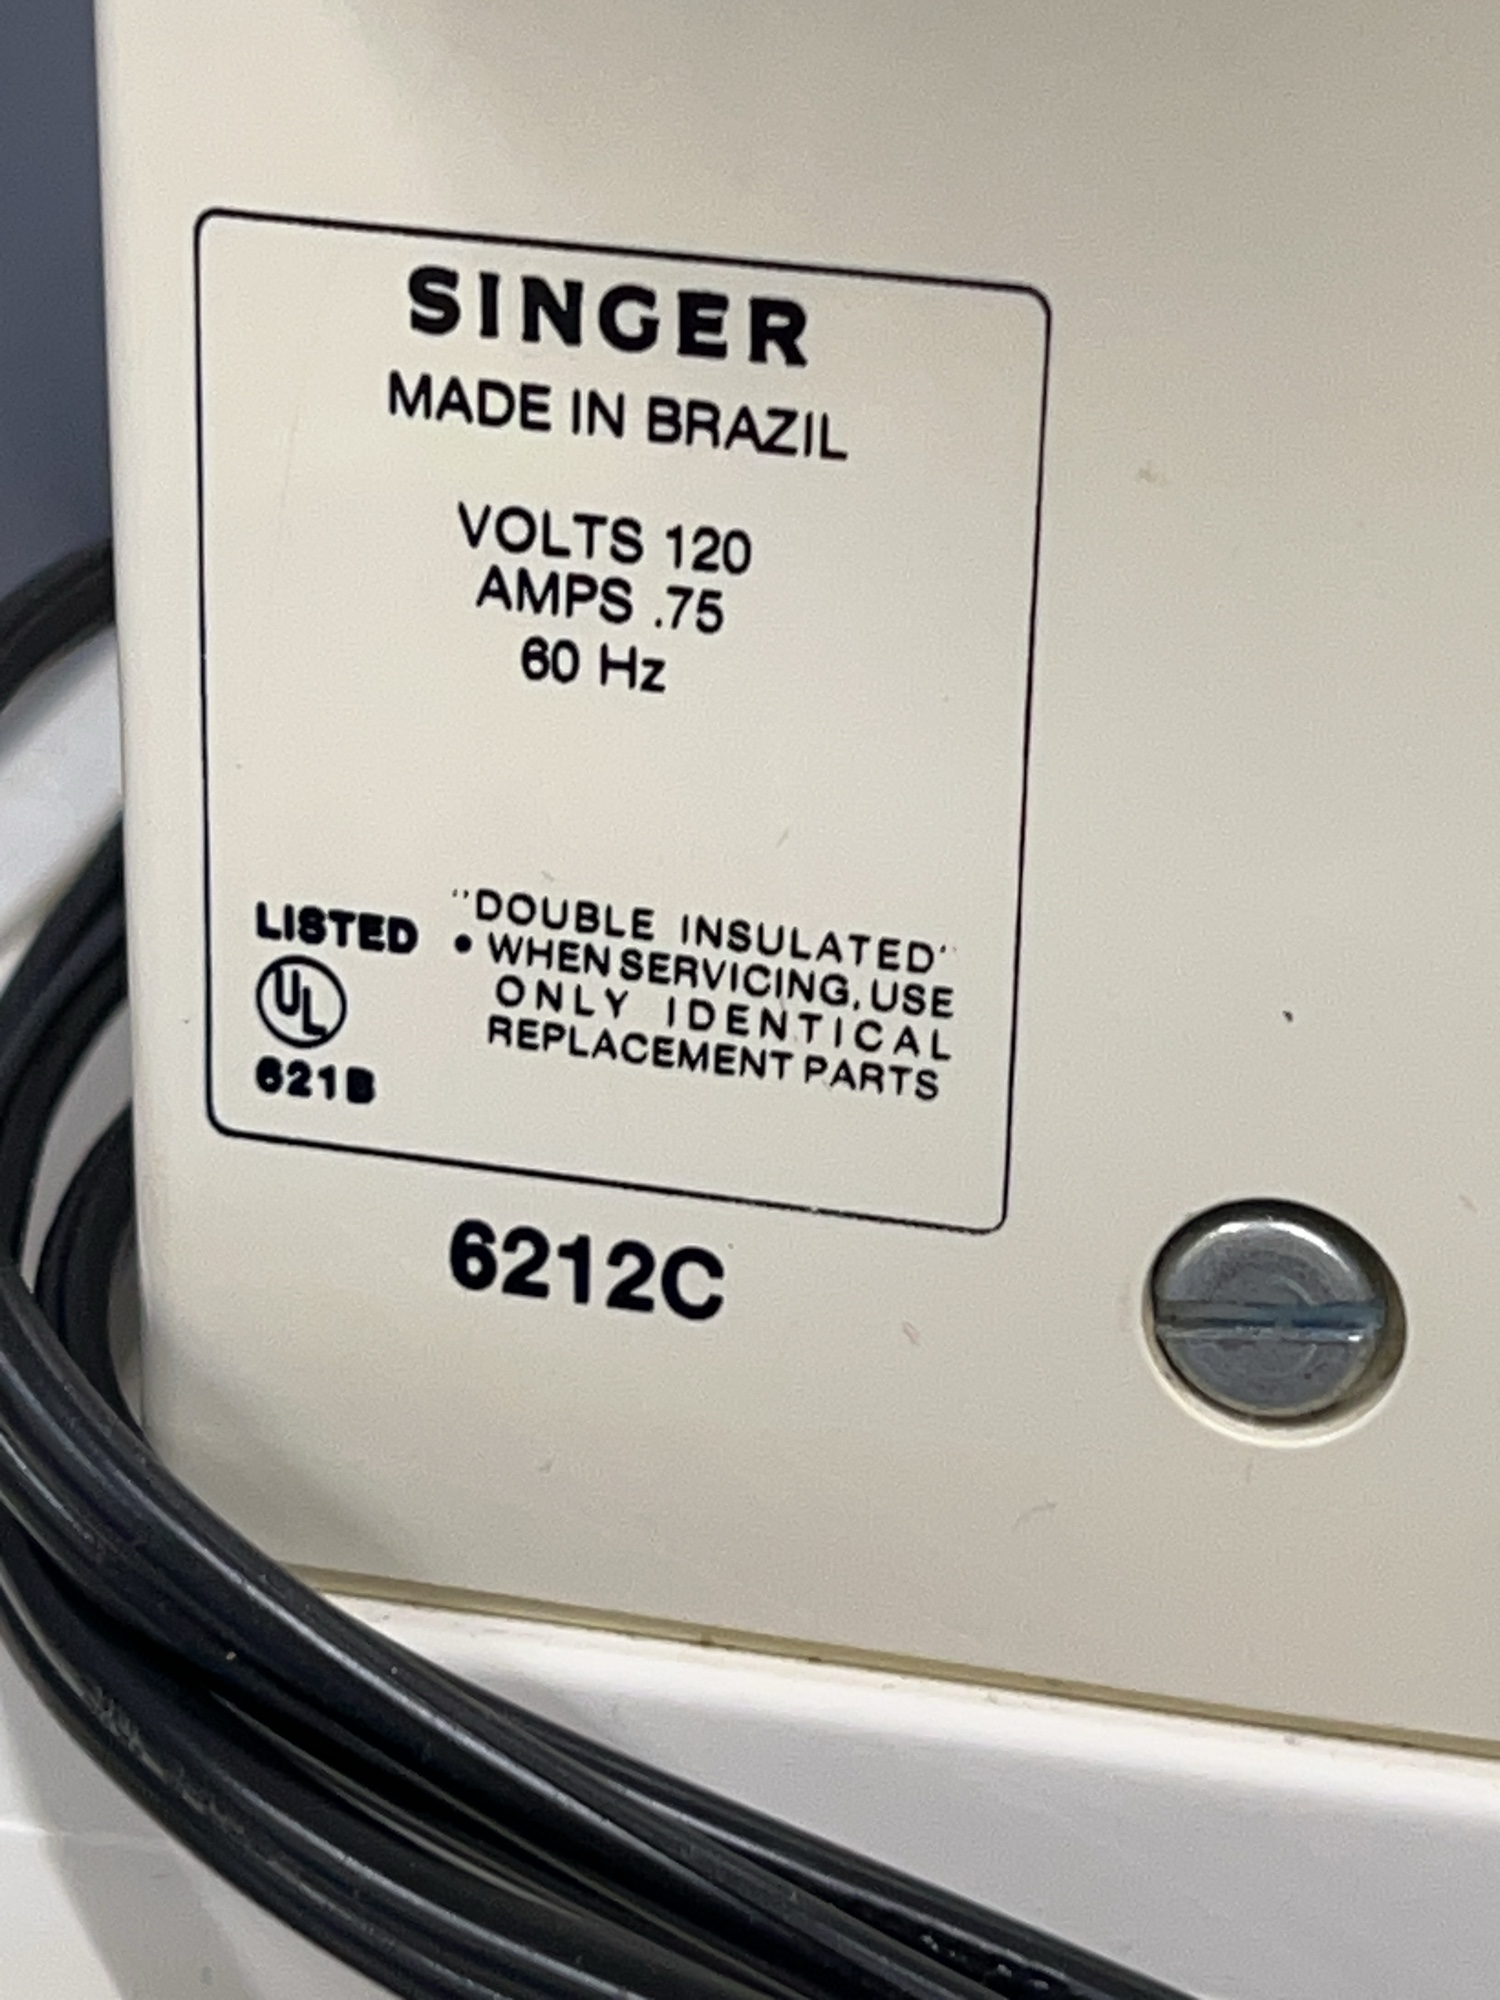 SINGER
MADE IN BRAZIL
VOLTS 120
AMPS .75
60 Hz
LISTED
UL
621B
"DOUBLE INSULATED"
• WHEN SERVICING, USE
ONLY IDENTICAL
REPLACEMENT PARTS
6212C